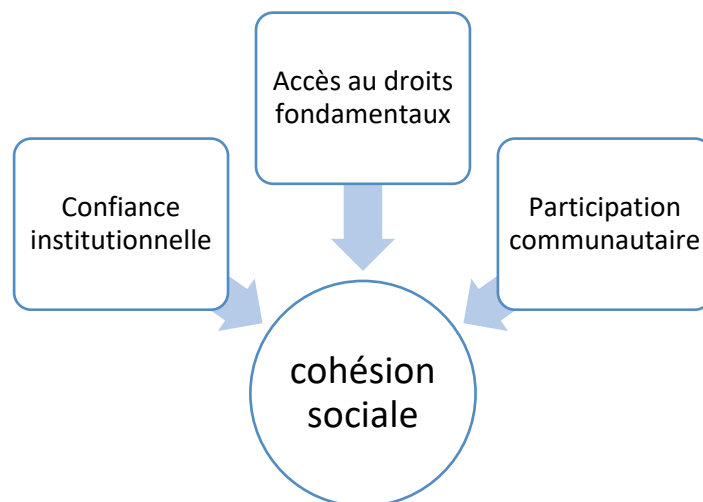 Accès au droits
fondamentaux
Confiance
institutionnelle
Participation
communautaire
cohésion
sociale